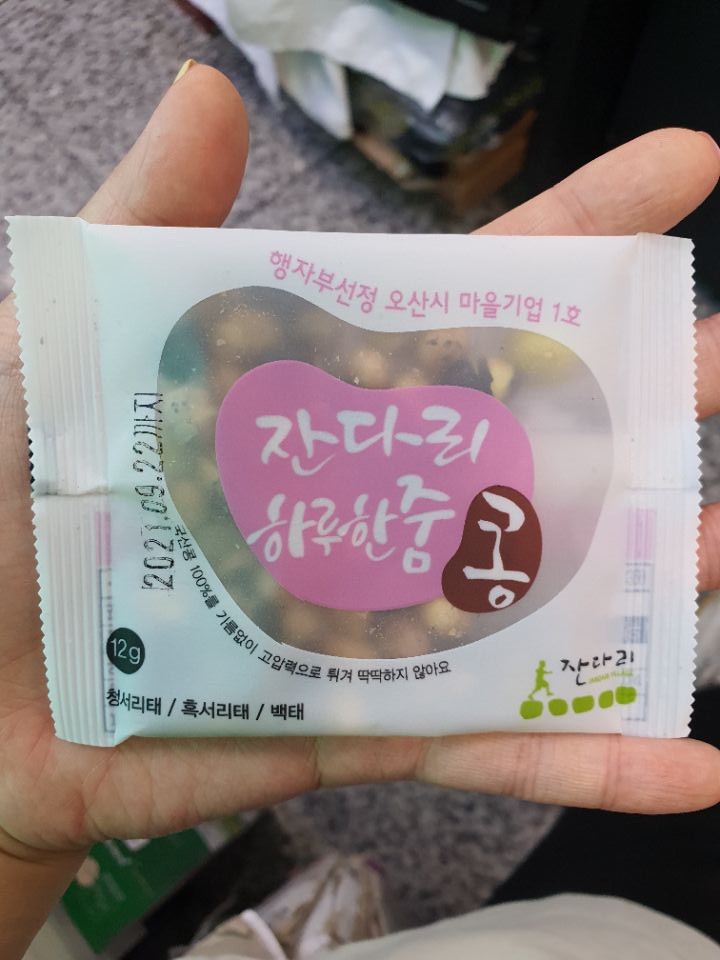 행자부선정 오산시 마을기업 1호
잔다리
하루한줌
콩
2021.09.22까지
국산콩 100%를 기름없이 고압력으로 튀겨 딱딱하지 않아요
12g
청서리태 / 흑서리태 / 백태
잔다리